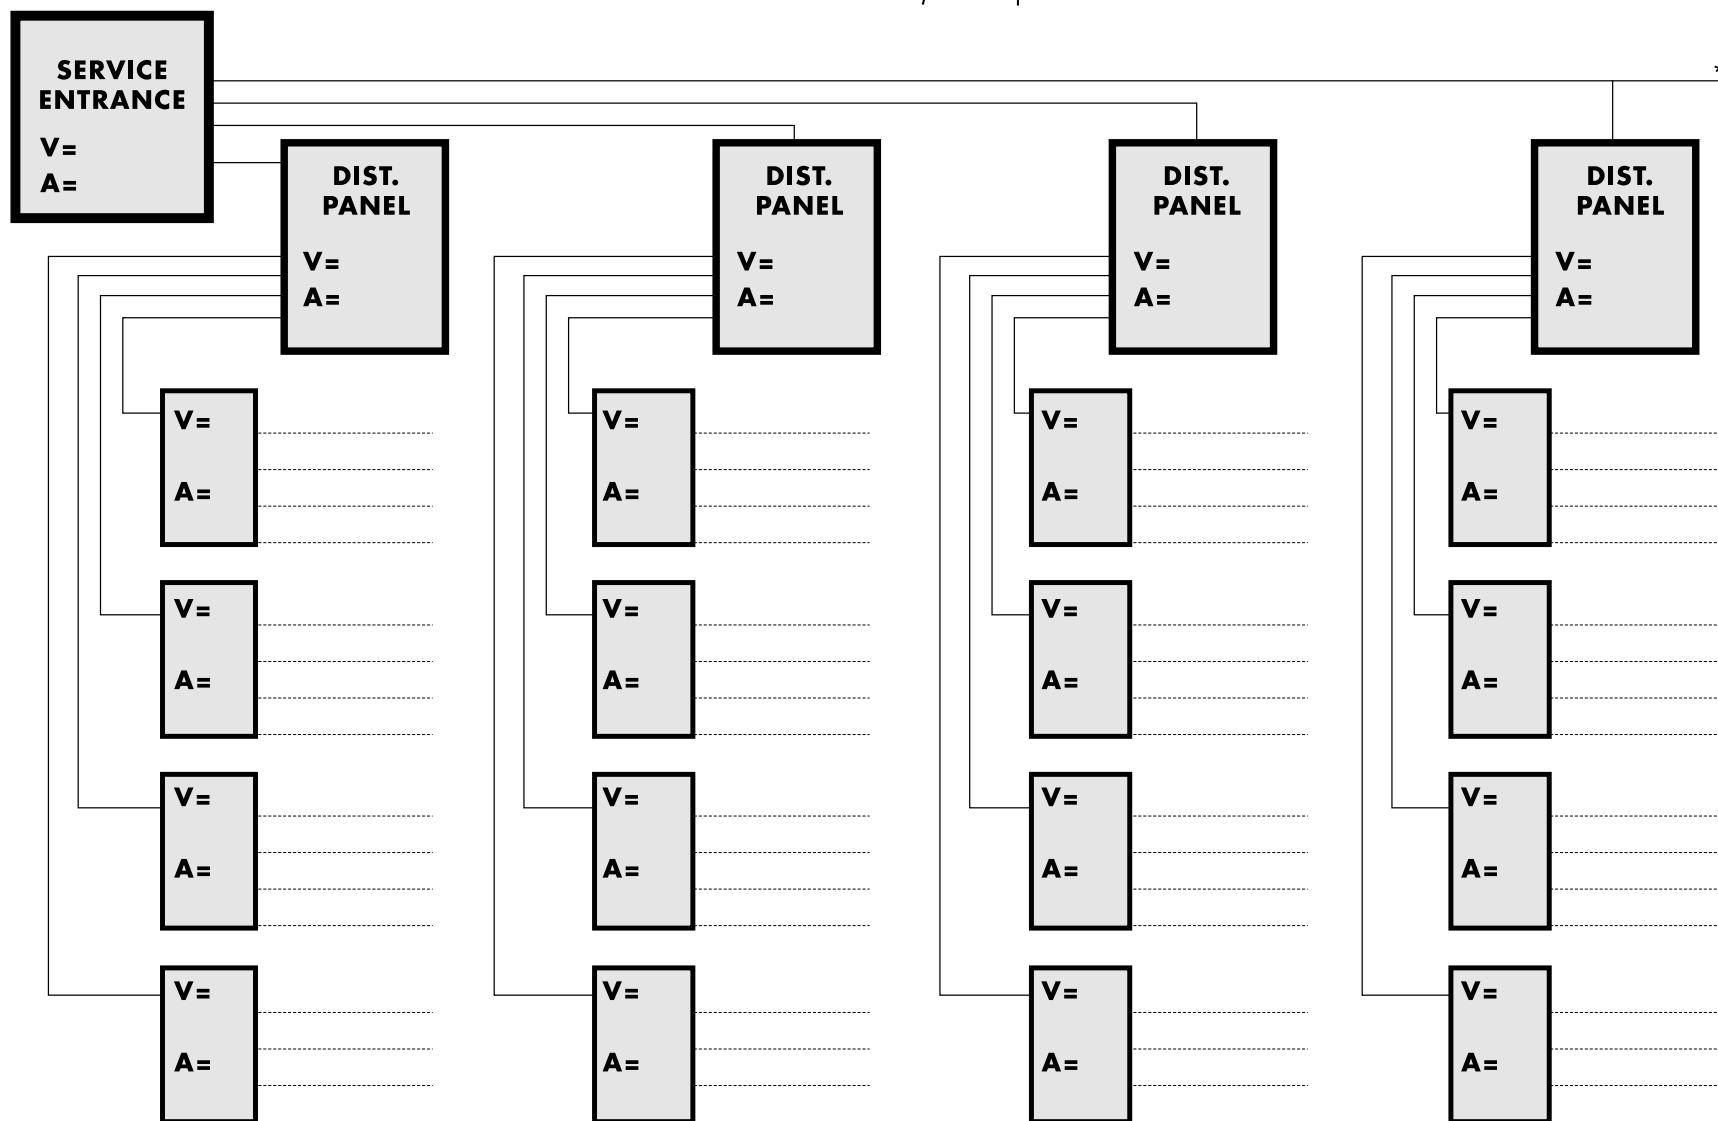 SERVICE
ENTRANCE
V=
A=
DIST.
PANEL
V=
A=
DIST.
PANEL
V=
A=
DIST.
PANEL
V=
A=
DIST.
PANEL
V=
A=
V=
A=
V=
A=
V=
A=
V=
A=
V=
A=
V=
A=
V=
A=
V=
A=
V=
A=
V=
A=
V=
A=
V=
A=
V=
A=
V=
A=
V=
A=
V=
A=